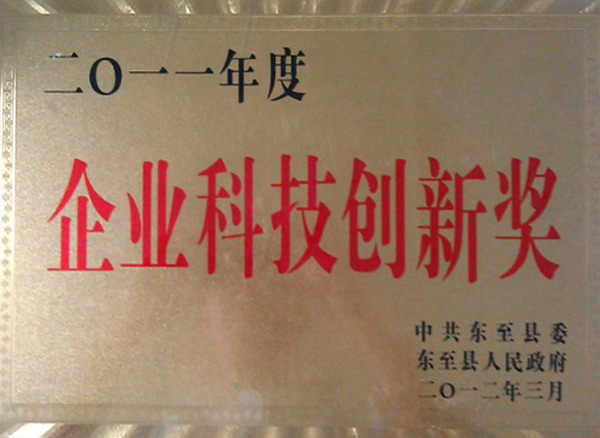 二〇一一年度
企业科技创新奖
中共东至县委
东至县人民政府
二〇一二年三月